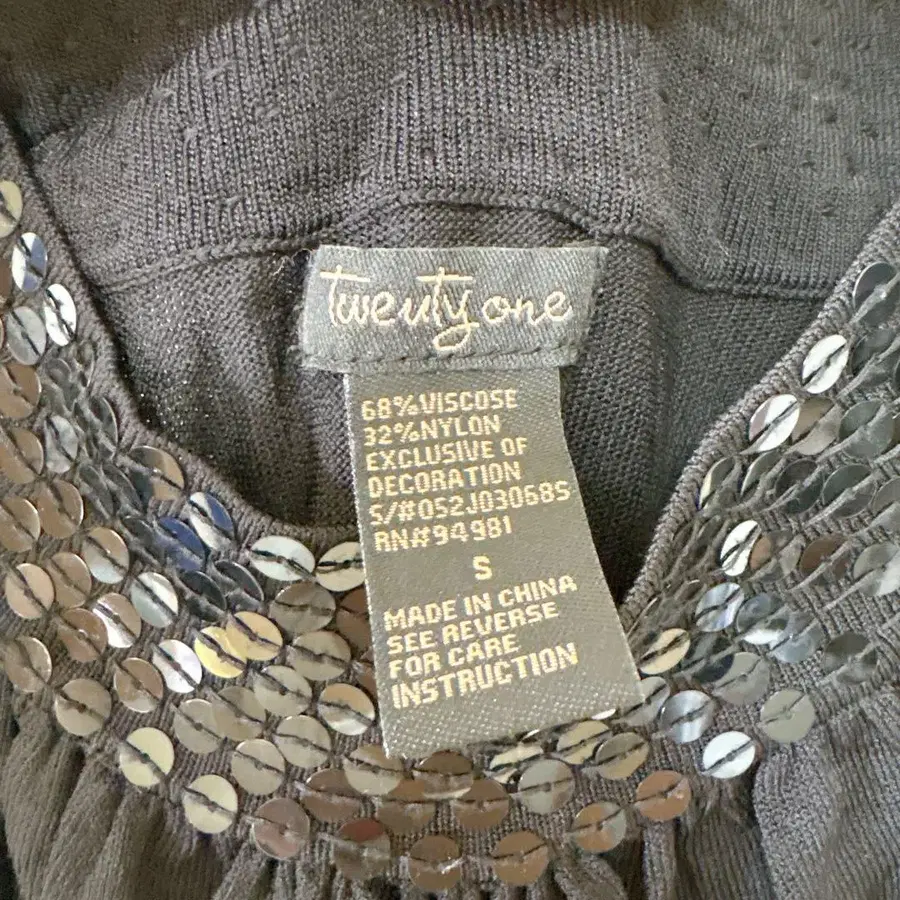 Twenty one
68%VISCOSE
32%NYLON
EXCLUSIVE OF
DECORATION
S/#052J03068S
RN#94981
S
MADE IN CHINA
SEE REVERSE
FOR CARE
INSTRUCTION